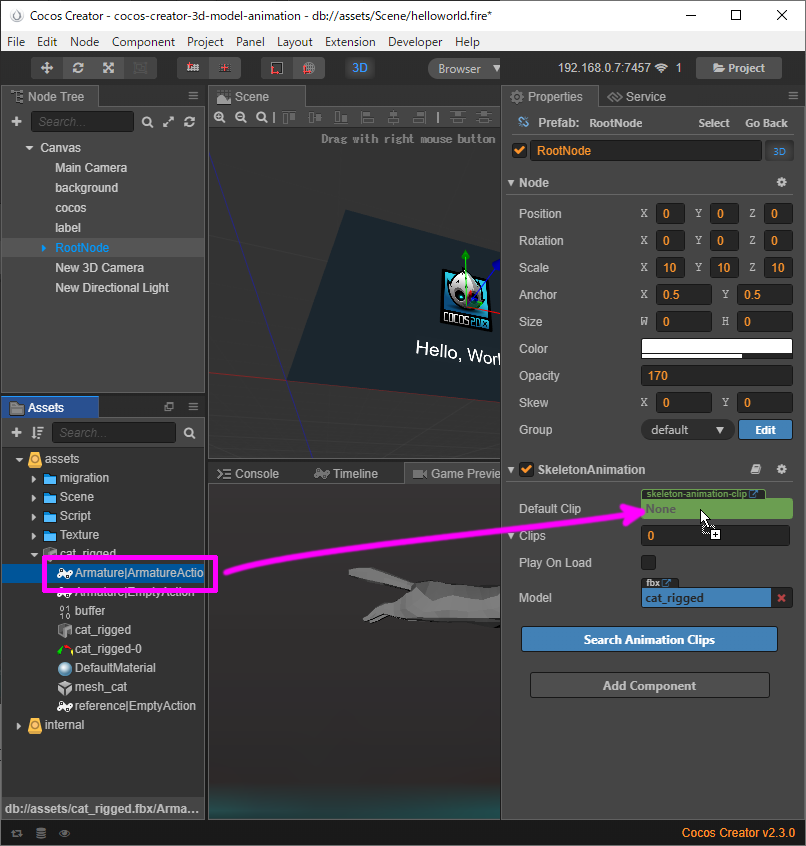 Cocos Creator - cocos-creator-3d-model-animation - db://assets/Scene/helloworld.fire*
File Edit Node Component Project Panel Layout Extension Developer Help
3D Browser 192.168.0.7:7457 1 Project
Node Tree
Search...
Canvas
Main Camera
background
cocos
label
RootNode
New 3D Camera
New Directional Light
Assets
Search...
assets
migration
Scene
Script
Texture
cat_rigged
Armature|ArmatureActio
Armature|EmptyAction
buffer
cat_rigged
cat_rigged-0
DefaultMaterial
mesh_cat
reference|EmptyAction
internal
db://assets/cat_rigged.fbx/Arma...
Scene
Drag with right mouse button
COCOS2D-X
Hello, Worl
Console Timeline Game Preview
Properties Service
Prefab: RootNode Select Go Back
RootNode 3D
Node
Position X 0 Y 0 Z 0
Rotation X 0 Y 0 Z 0
Scale X 10 Y 10 Z 10
Anchor X 0.5 Y 0.5
Size W 0 H 0
Color
Opacity 170
Skew X 0 Y 0
Group default Edit
SkeletonAnimation
skeleton-animation-clip
Default Clip None
Clips 0
Play On Load
fbx
Model cat_rigged
Search Animation Clips
Add Component
Cocos Creator v2.3.0